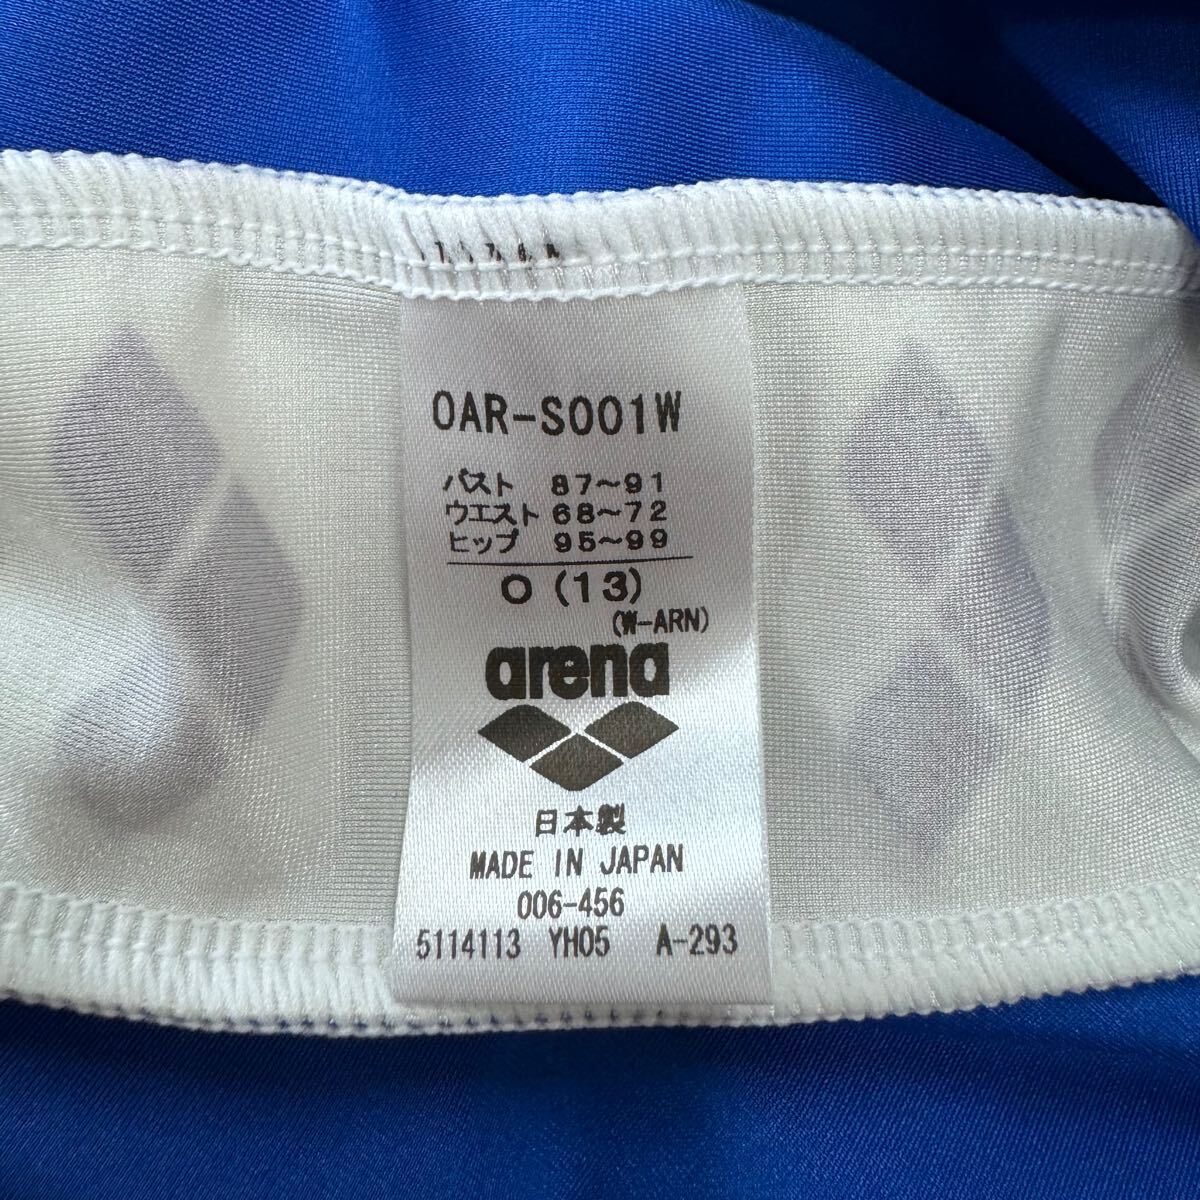 OAR-S001W
バスト 87～91
ウエスト 68～72
ヒップ 95～99
O (13)
(W-ARN)
arena
日本製
MADE IN JAPAN
006-456
5114113 YH05 A-293